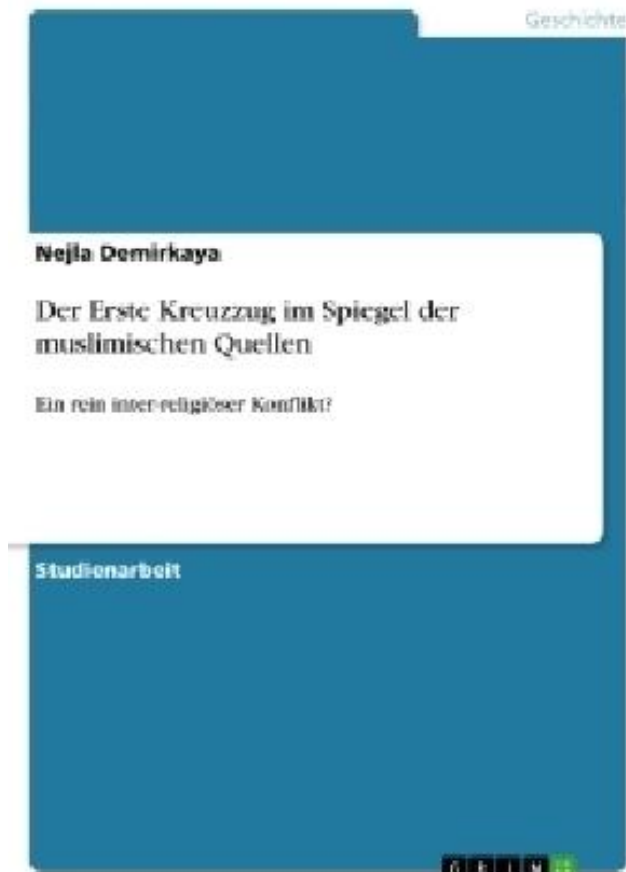 Geschichte
Nejla Demirkaya
Der Erste Kreuzzug im Spiegel der
muslimischen Quellen
Ein rein inter-religiöser Konflikt?
Studienarbeit
G R I N